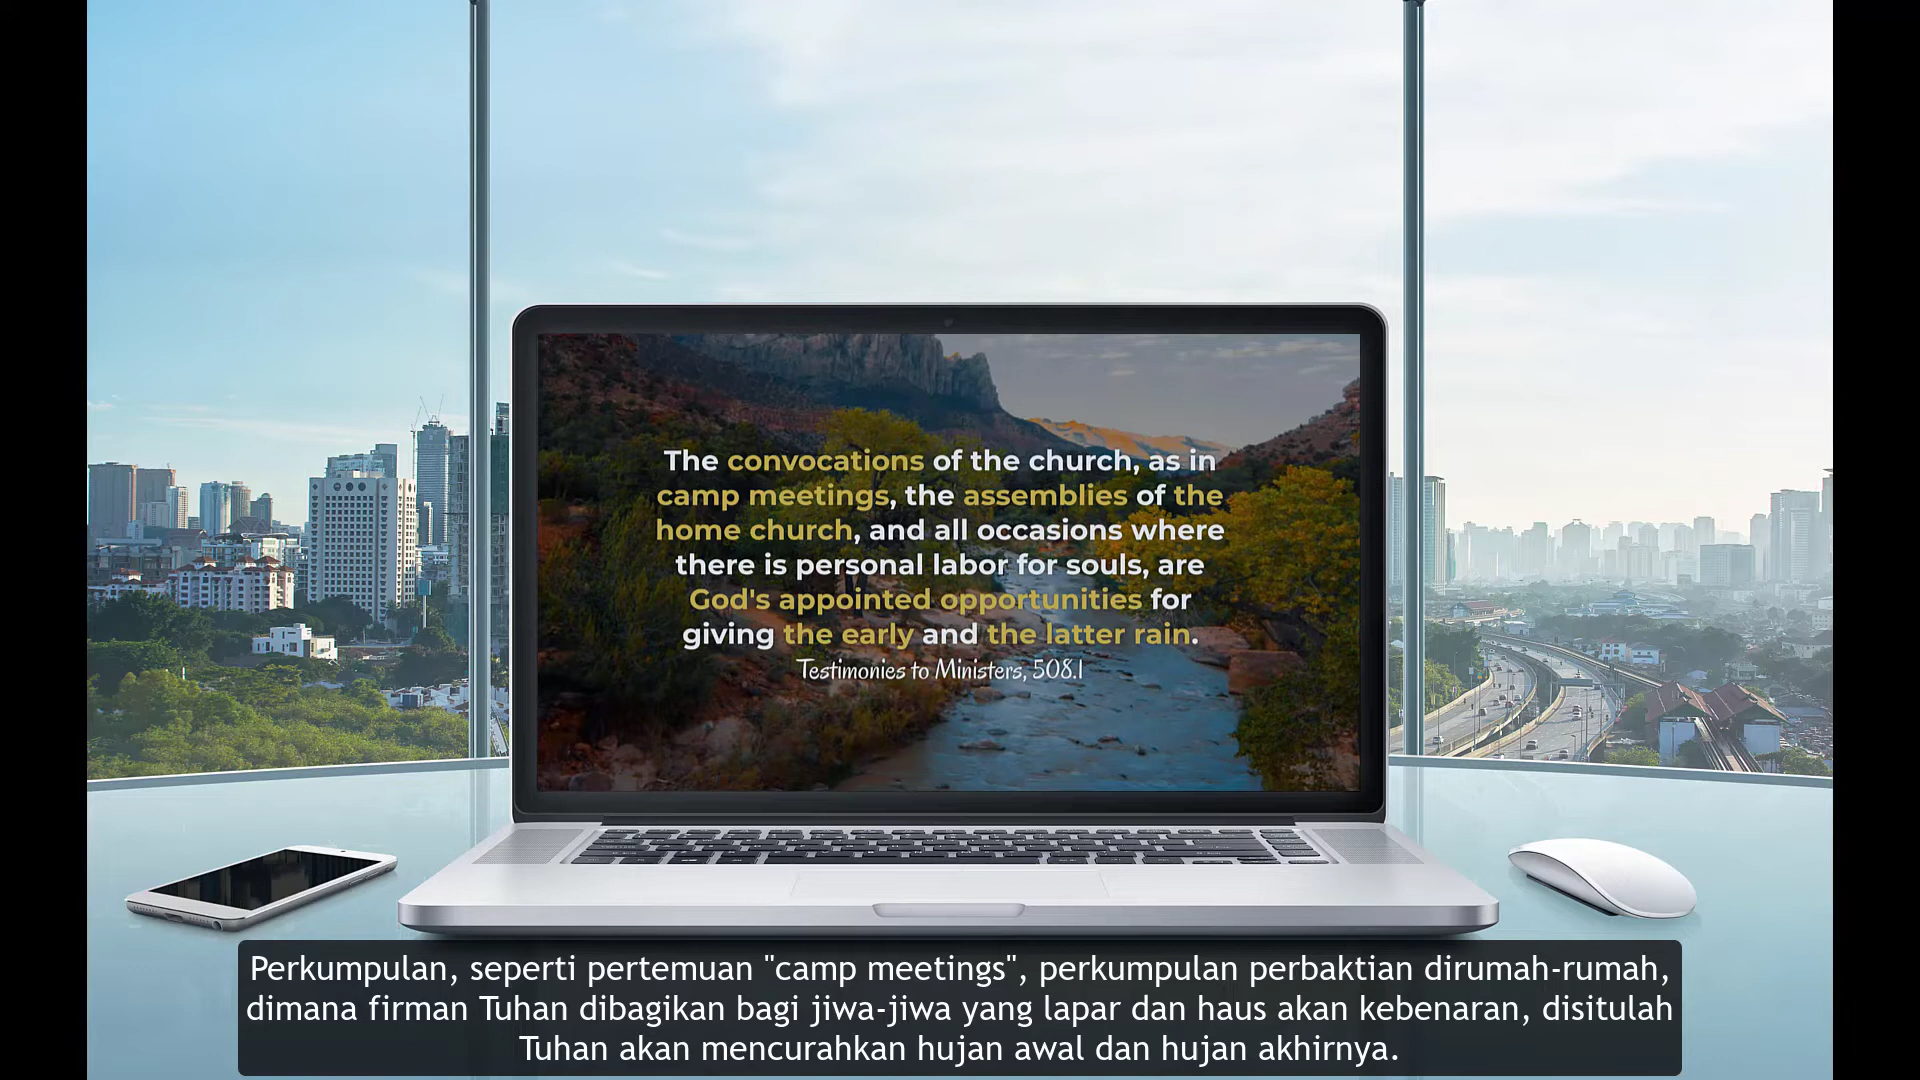 The convocations of the church, as in
camp meetings, the assemblies of the
home church, and all occasions where
there is personal labor for souls, are
God's appointed opportunities for
giving the early and the latter rain.
Testimonies to Ministers, 508.1
Perkumpulan, seperti pertemuan "camp meetings", perkumpulan perbaktian dirumah-rumah,
dimana firman Tuhan dibagikan bagi jiwa-jiwa yang lapar dan haus akan kebenaran, disitulah
Tuhan akan mencurahkan hujan awal dan hujan akhirnya.